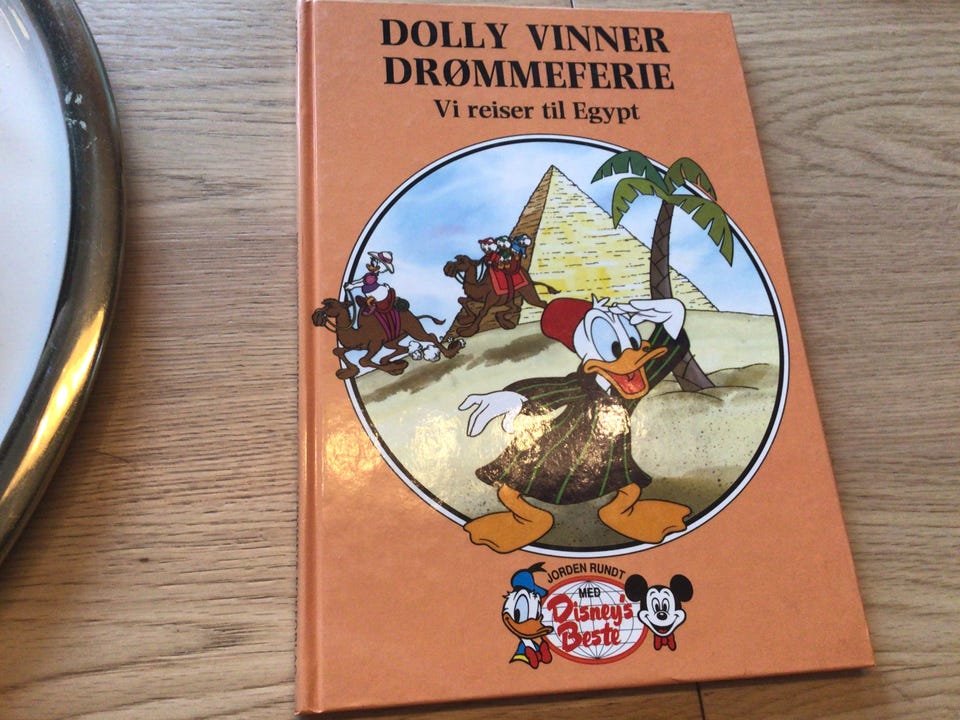 DOLLY VINNER
DRØMMEFERIE
Vi reiser til Egypt
JORDEN RUNDT
MED
Disney's
Beste